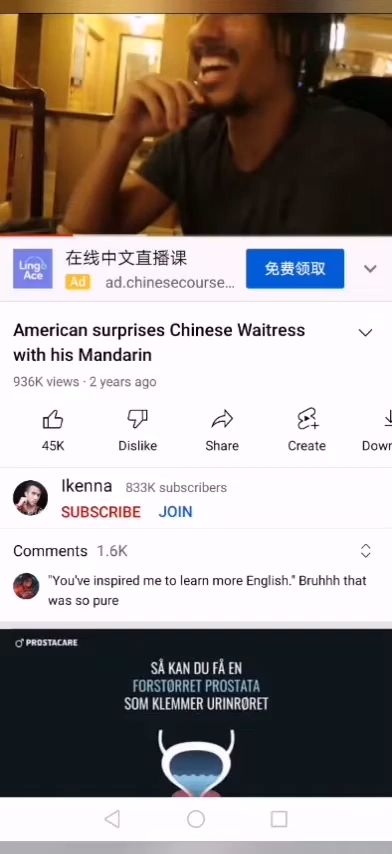 Lingo
Ace
在线中文直播课
免费领取
Ad ad.chinesecourse...
American surprises Chinese Waitress
with his Mandarin
936K views · 2 years ago
45K
Dislike
Share
Create
Down
Ikenna 833K subscribers
SUBSCRIBE JOIN
Comments 1.6K
"You've inspired me to learn more English." Bruhhh that
was so pure
PROSTACARE
SÅ KAN DU FÅ EN
FORSTØRRET PROSTATA
SOM KLEMMER URINRØRET